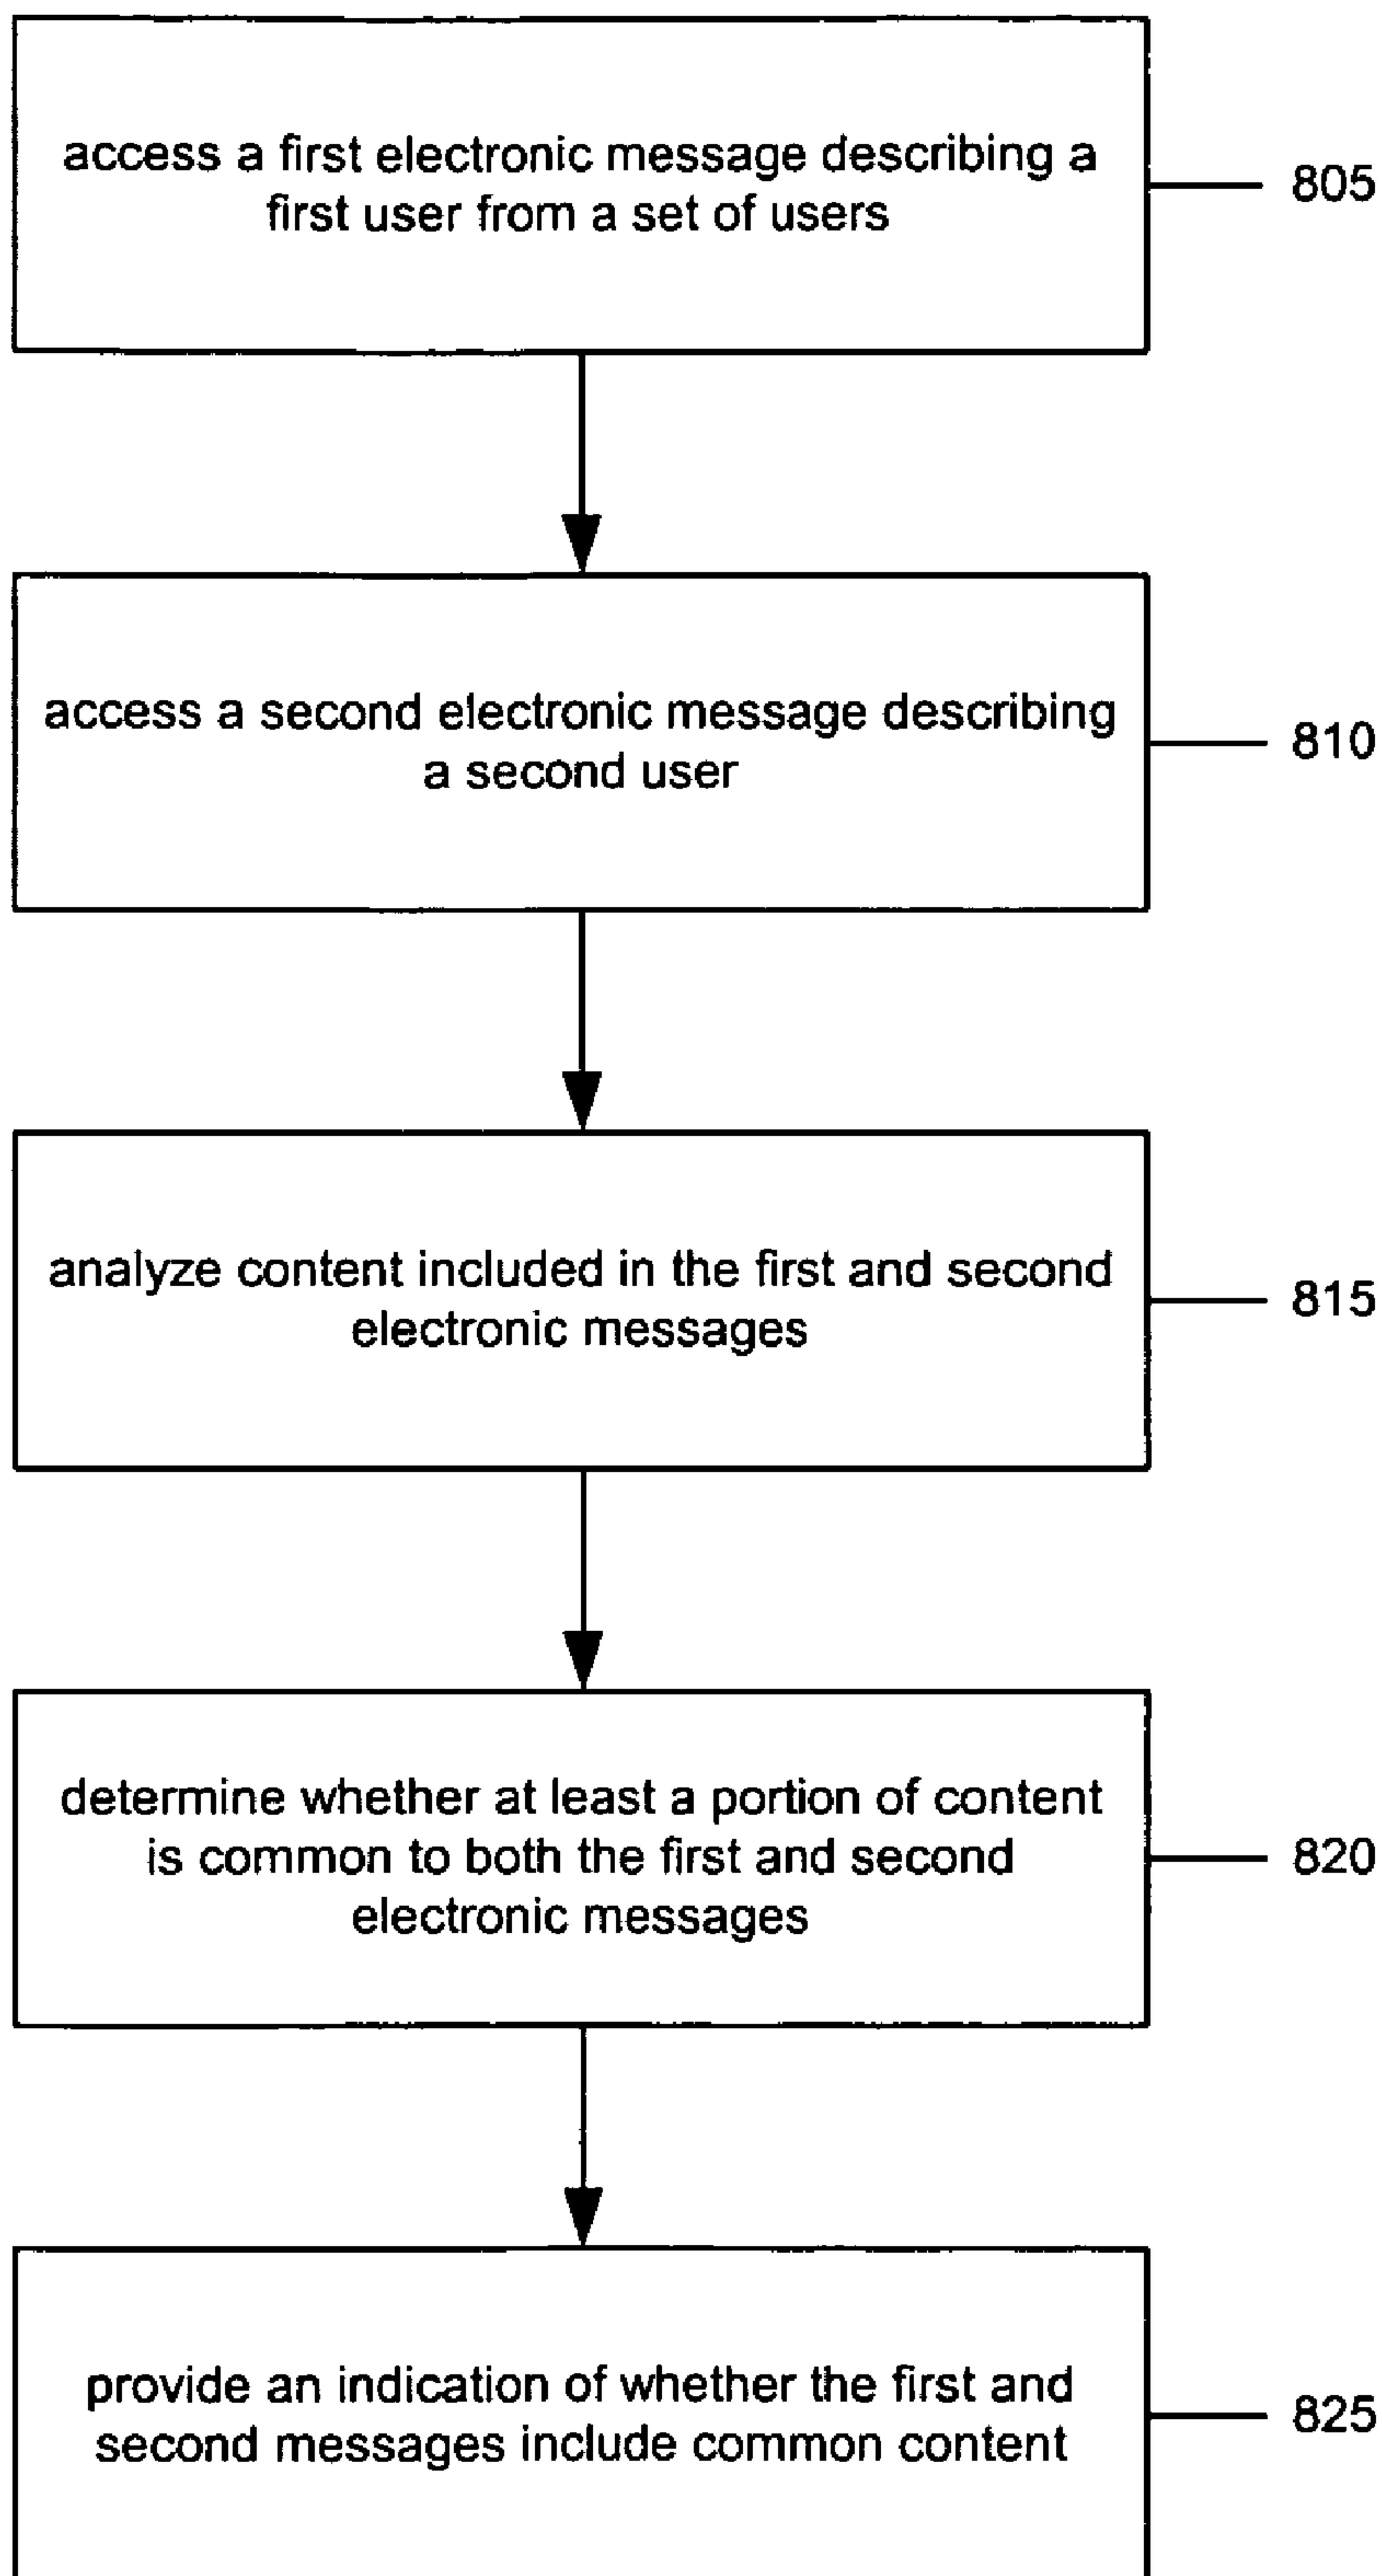 access a first electronic message describing a
first user from a set of users
805
access a second electronic message describing
a second user
810
analyze content included in the first and second
electronic messages
815
determine whether at least a portion of content
is common to both the first and second
electronic messages
820
provide an indication of whether the first and
second messages include common content
825